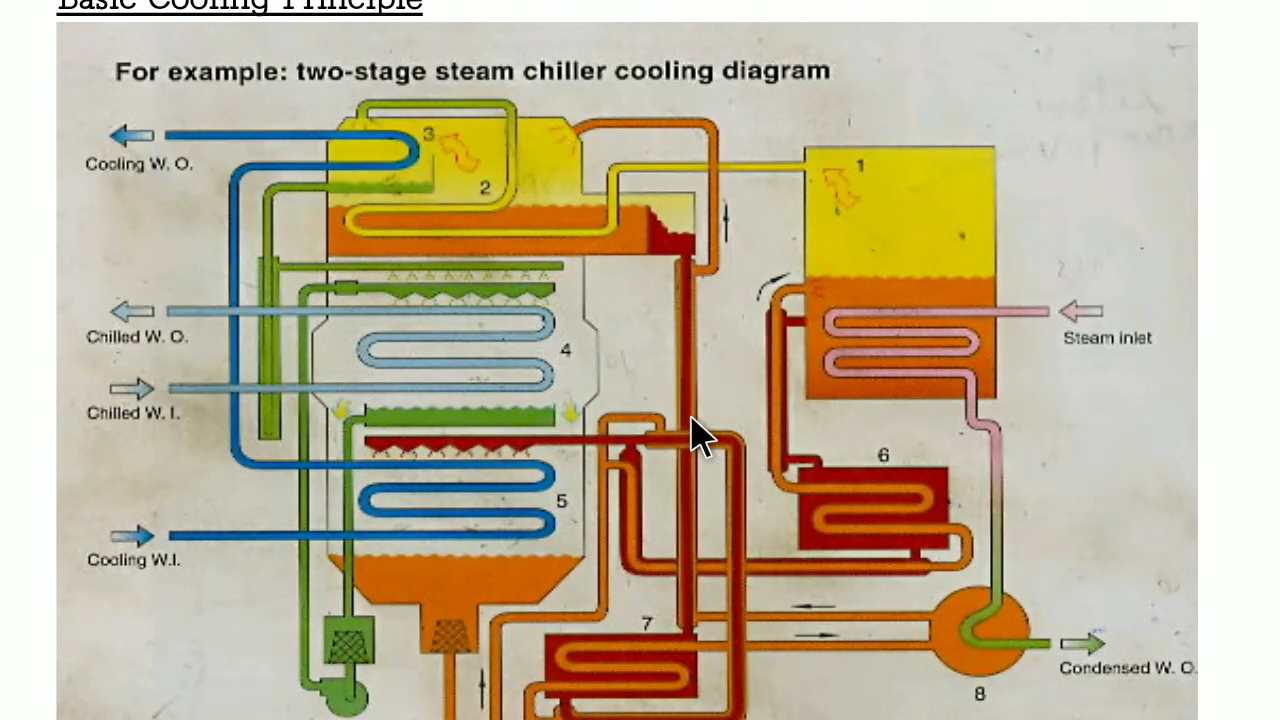 Basic Cooling Principle
For example: two-stage steam chiller cooling diagram
3
Cooling W. O.
2
1
Chilled W. O.
Steam inlet
4
Chilled W. I.
6
5
Cooling W.I.
7
Condensed W. O.
8